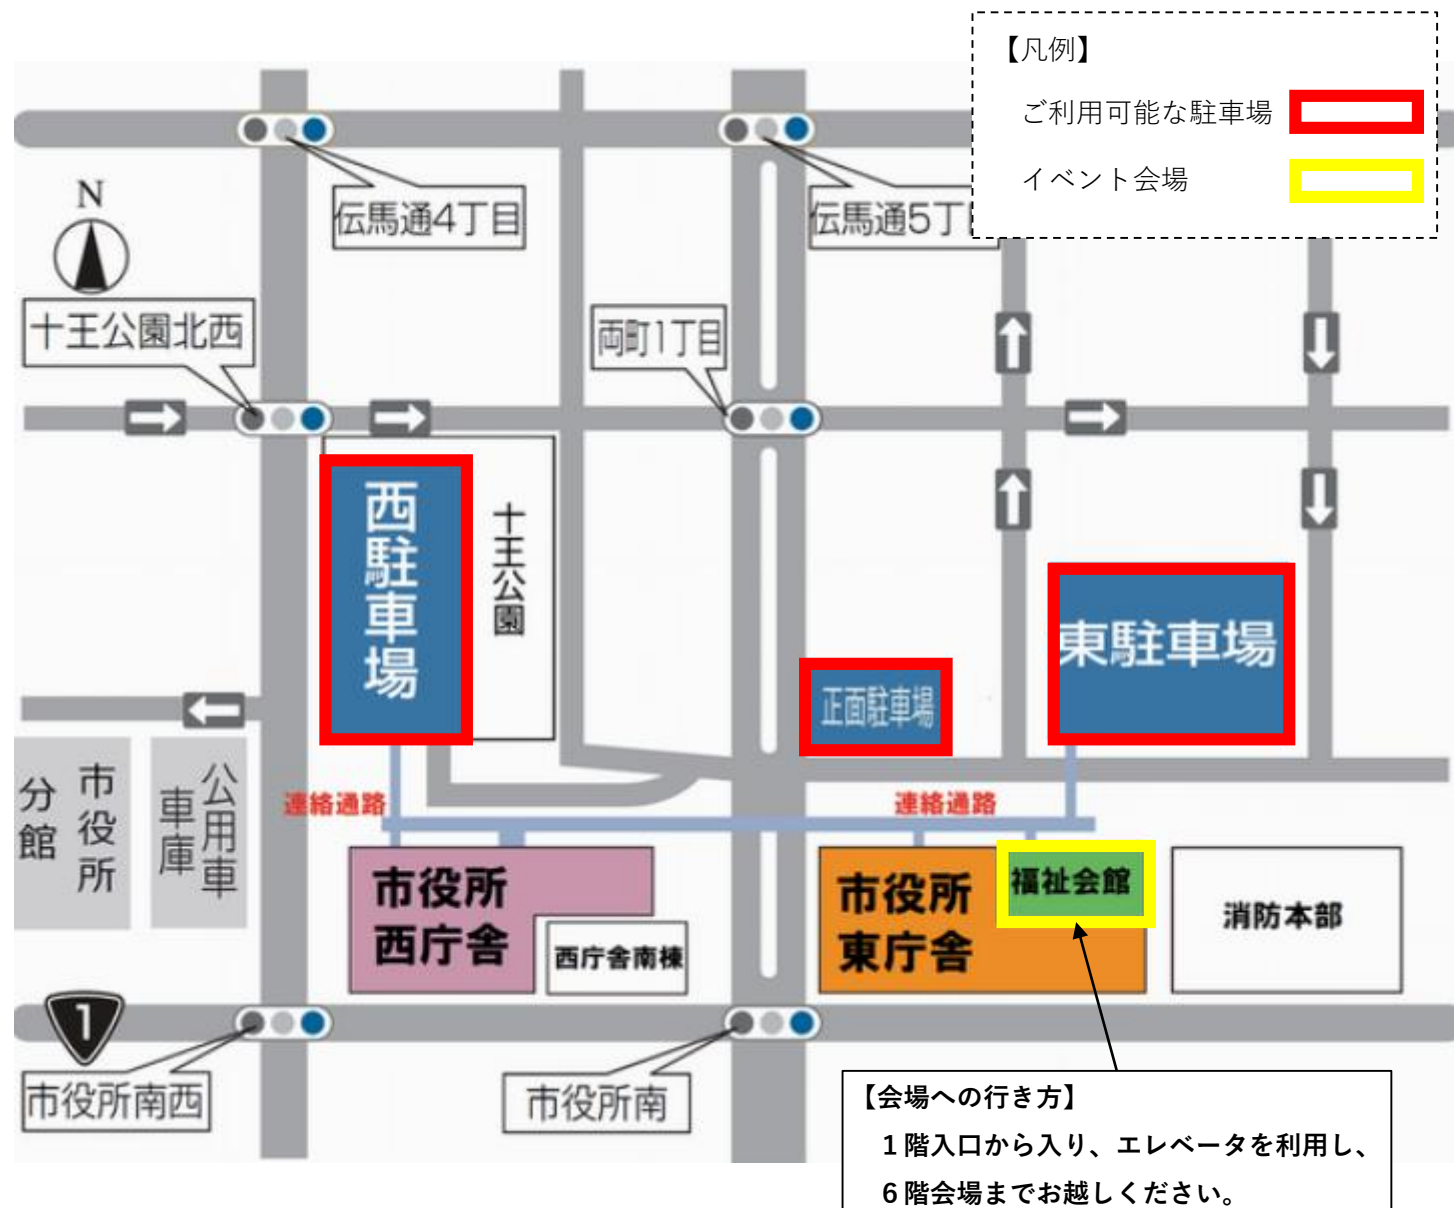 【凡例】
ご利用可能な駐車場
イベント会場
伝馬通4丁目
伝馬通5丁
N
十王公園北西
両町1丁目
西駐車場
十王公園
東駐車場
正面駐車場
市役所
分館
公用車
車庫
連絡通路
連絡通路
市役所
西庁舎
西庁舎南棟
市役所
東庁舎
福祉会館
消防本部
1
市役所南西
市役所南
【会場への行き方】
1階入口から入り、エレベータを利用し、
6階会場までお越しください。